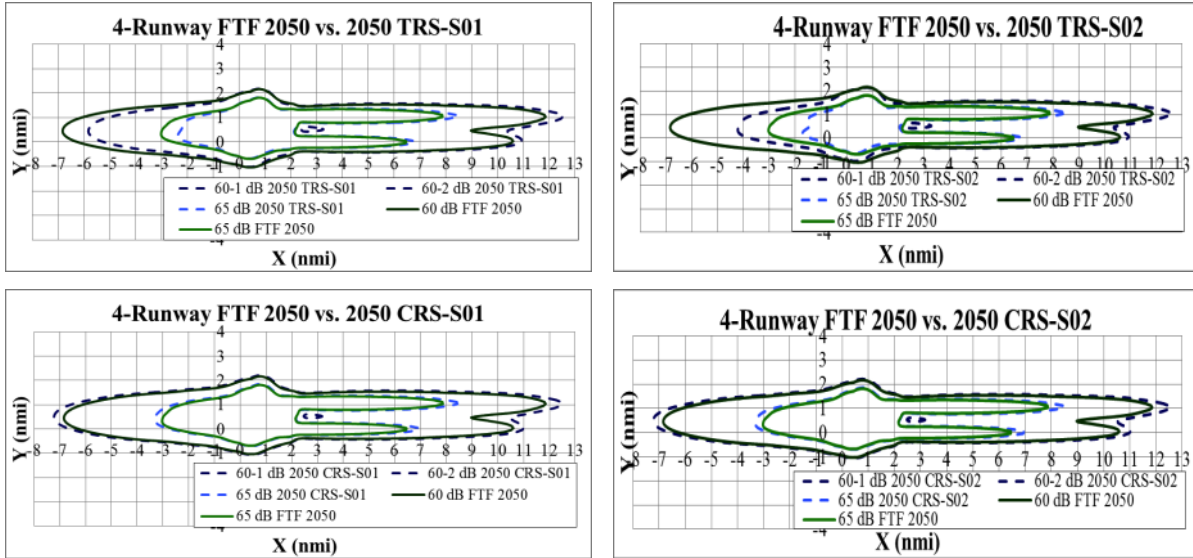 4-Runway FTF 2050 vs. 2050 TRS-S01
4
3
2
1
0
-8 -7 -6 -5 -4 -3 -2 -1 0 1 2 3 4 5 6 7 8 9 10 11 12 13
-4
Y (nmi)
60-1 dB 2050 TRS-S01 60-2 dB 2050 TRS-S01
65 dB 2050 TRS-S01 60 dB FTF 2050
65 dB FTF 2050
X (nmi)
4-Runway FTF 2050 vs. 2050 TRS-S02
4
3
2
1
0
-8 -7 -6 -5 -4 -3 -2 -1 0 1 2 3 4 5 6 7 8 9 10 11 12 13
-4
Y (nmi)
60-1 dB 2050 TRS-S02 60-2 dB 2050 TRS-S02
65 dB 2050 TRS-S02 60 dB FTF 2050
65 dB FTF 2050
X (nmi)
4-Runway FTF 2050 vs. 2050 CRS-S01
4
3
2
1
0
-8 -7 -6 -5 -4 -3 -2 -1 0 1 2 3 4 5 6 7 8 9 10 11 12 13
-4
Y (nmi)
60-1 dB 2050 CRS-S01 60-2 dB 2050 CRS-S01
65 dB 2050 CRS-S01 60 dB FTF 2050
65 dB FTF 2050
X (nmi)
4-Runway FTF 2050 vs. 2050 CRS-S02
4
3
2
1
0
-8 -7 -6 -5 -4 -3 -2 -1 0 1 2 3 4 5 6 7 8 9 10 11 12 13
-4
Y (nmi)
60-1 dB 2050 CRS-S02 60-2 dB 2050 CRS-S02
65 dB 2050 CRS-S02 60 dB FTF 2050
65 dB FTF 2050
X (nmi)